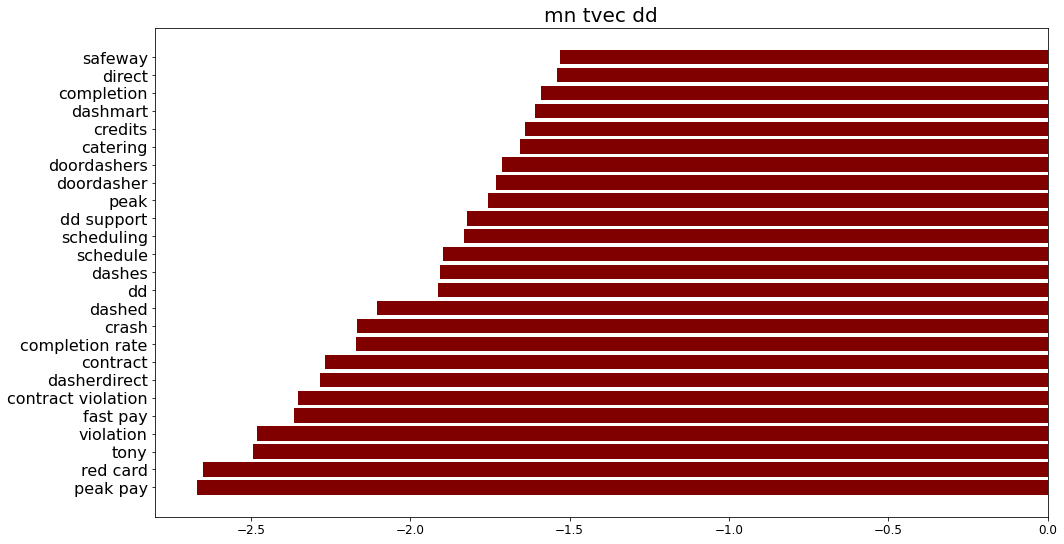 mn tvec dd
safeway
direct
completion
dashmart
credits
catering
doordashers
doordasher
peak
dd support
scheduling
schedule
dashes
dd
dashed
crash
completion rate
contract
dasherdirect
contract violation
fast pay
violation
tony
red card
peak pay
−2.5 −2.0 −1.5 −1.0 −0.5 0.0